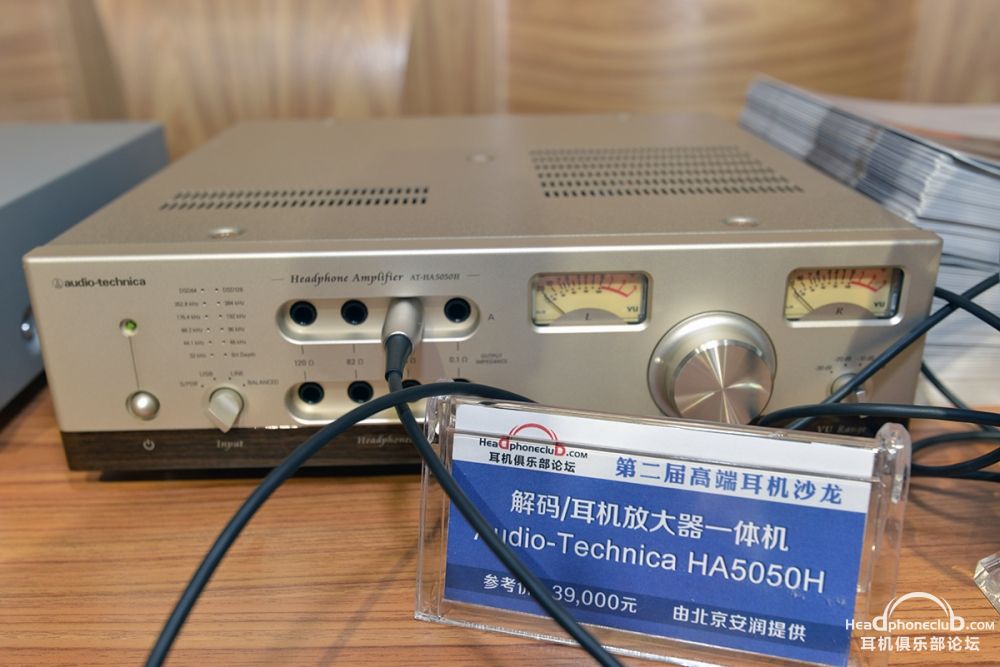 audio-technica
Headphone Amplifier AT-HA5050H
DSD64 DSD128
352.8 kHz 384 kHz
176.4 kHz 192 kHz
88.2 kHz 96 kHz
44.1 kHz 48 kHz
32 kHz Bit Depth
A
120 Ω 82 Ω 0.1 Ω OUTPUT IMPEDANCE
USB LINE
S/PDIF BALANCED
Input
Headphone
VU
L
VU
R
VU Range
Headphoneclub.com
耳机俱乐部论坛
第二届高端耳机沙龙
解码/耳机放大器一体机
Audio-Technica HA5050H
参考价 39,000元 由北京安润提供
Headphoneclub.com
耳机俱乐部论坛